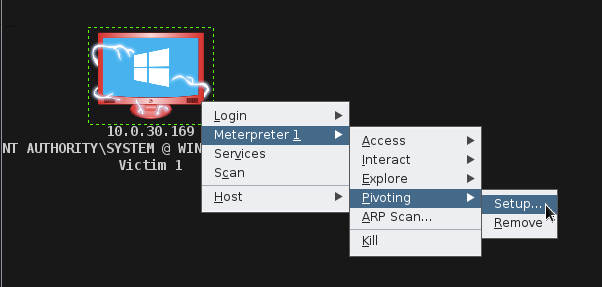 10.0.30.169
NT AUTHORITY\SYSTEM @ WIN
Victim 1
Login
Meterpreter 1
Services
Scan
Host
Access
Interact
Explore
Pivoting
ARP Scan...
Kill
Setup...
Remove